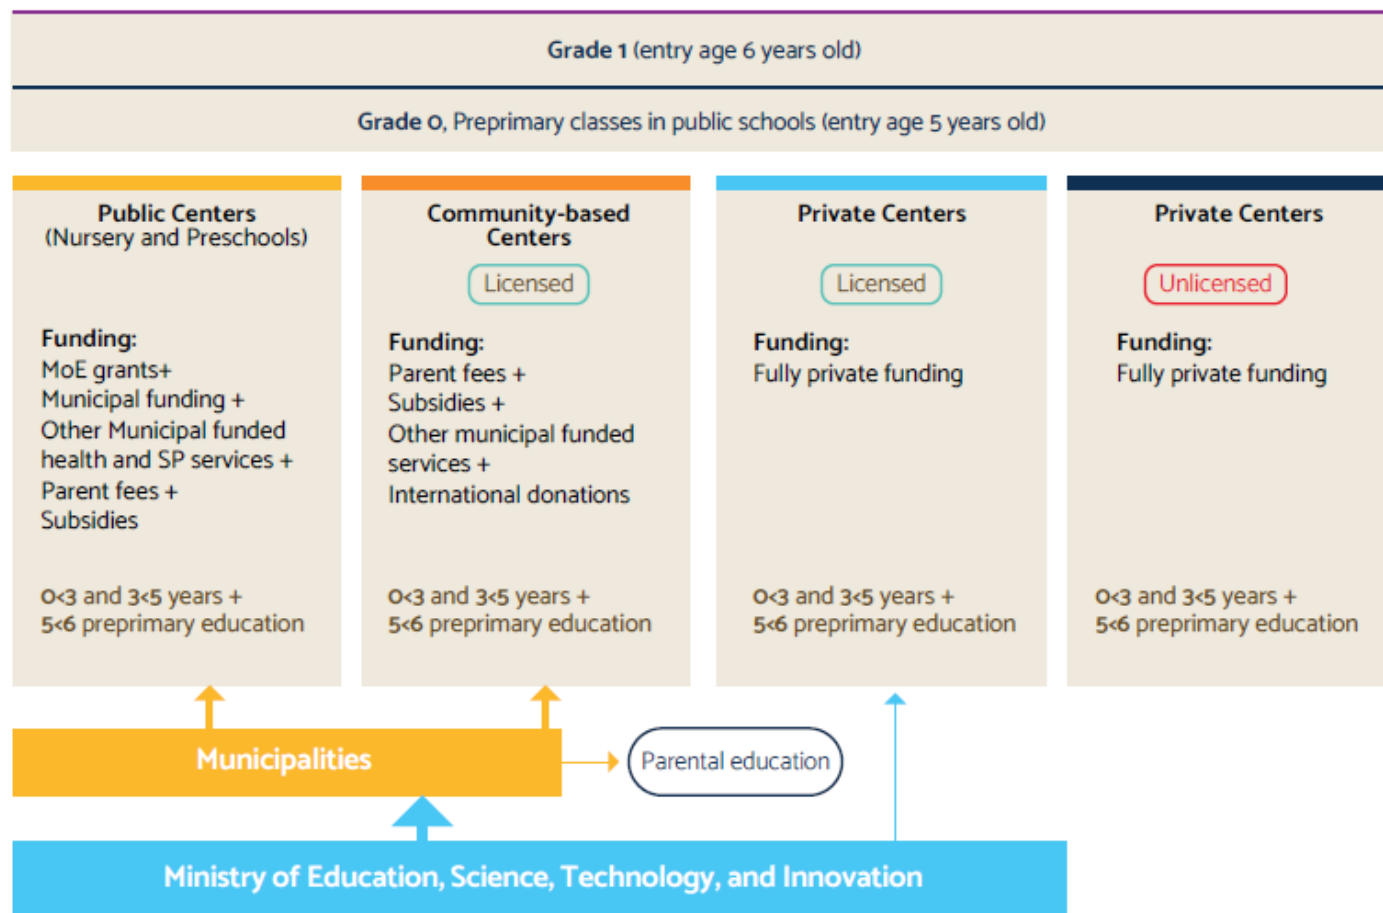 Grade 1 (entry age 6 years old)
Grade 0, Preprimary classes in public schools (entry age 5 years old)
Public Centers
(Nursery and Preschools)
Funding:
MoE grants+
Municipal funding +
Other Municipal funded
health and SP services +
Parent fees +
Subsidies
0<3 and 3<5 years +
5<6 preprimary education
Community-based
Centers
Licensed
Funding:
Parent fees +
Subsidies +
Other municipal funded
services +
International donations
0<3 and 3<5 years +
5<6 preprimary education
Private Centers
Licensed
Funding:
Fully private funding
0<3 and 3<5 years +
5<6 preprimary education
Private Centers
Unlicensed
Funding:
Fully private funding
0<3 and 3<5 years +
5<6 preprimary education
Municipalities
Parental education
Ministry of Education, Science, Technology, and Innovation